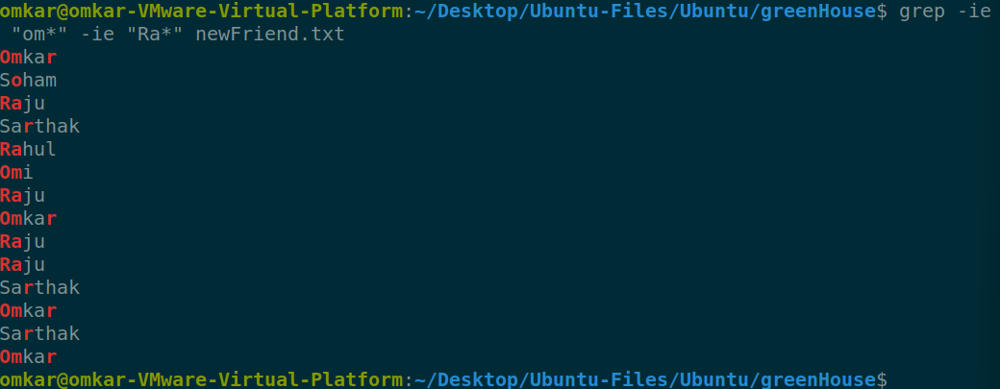 omkar@omkar-VMware-Virtual-Platform:~/Desktop/Ubuntu-Files/Ubuntu/greenHouse$ grep -ie
 "om*" -ie "Ra*" newFriend.txt
Omkar
Soham
Raju
Sarthak
Rahul
Omi
Raju
Omkar
Raju
Raju
Sarthak
Omkar
Sarthak
Omkar
omkar@omkar-VMware-Virtual-Platform:~/Desktop/Ubuntu-Files/Ubuntu/greenHouse$